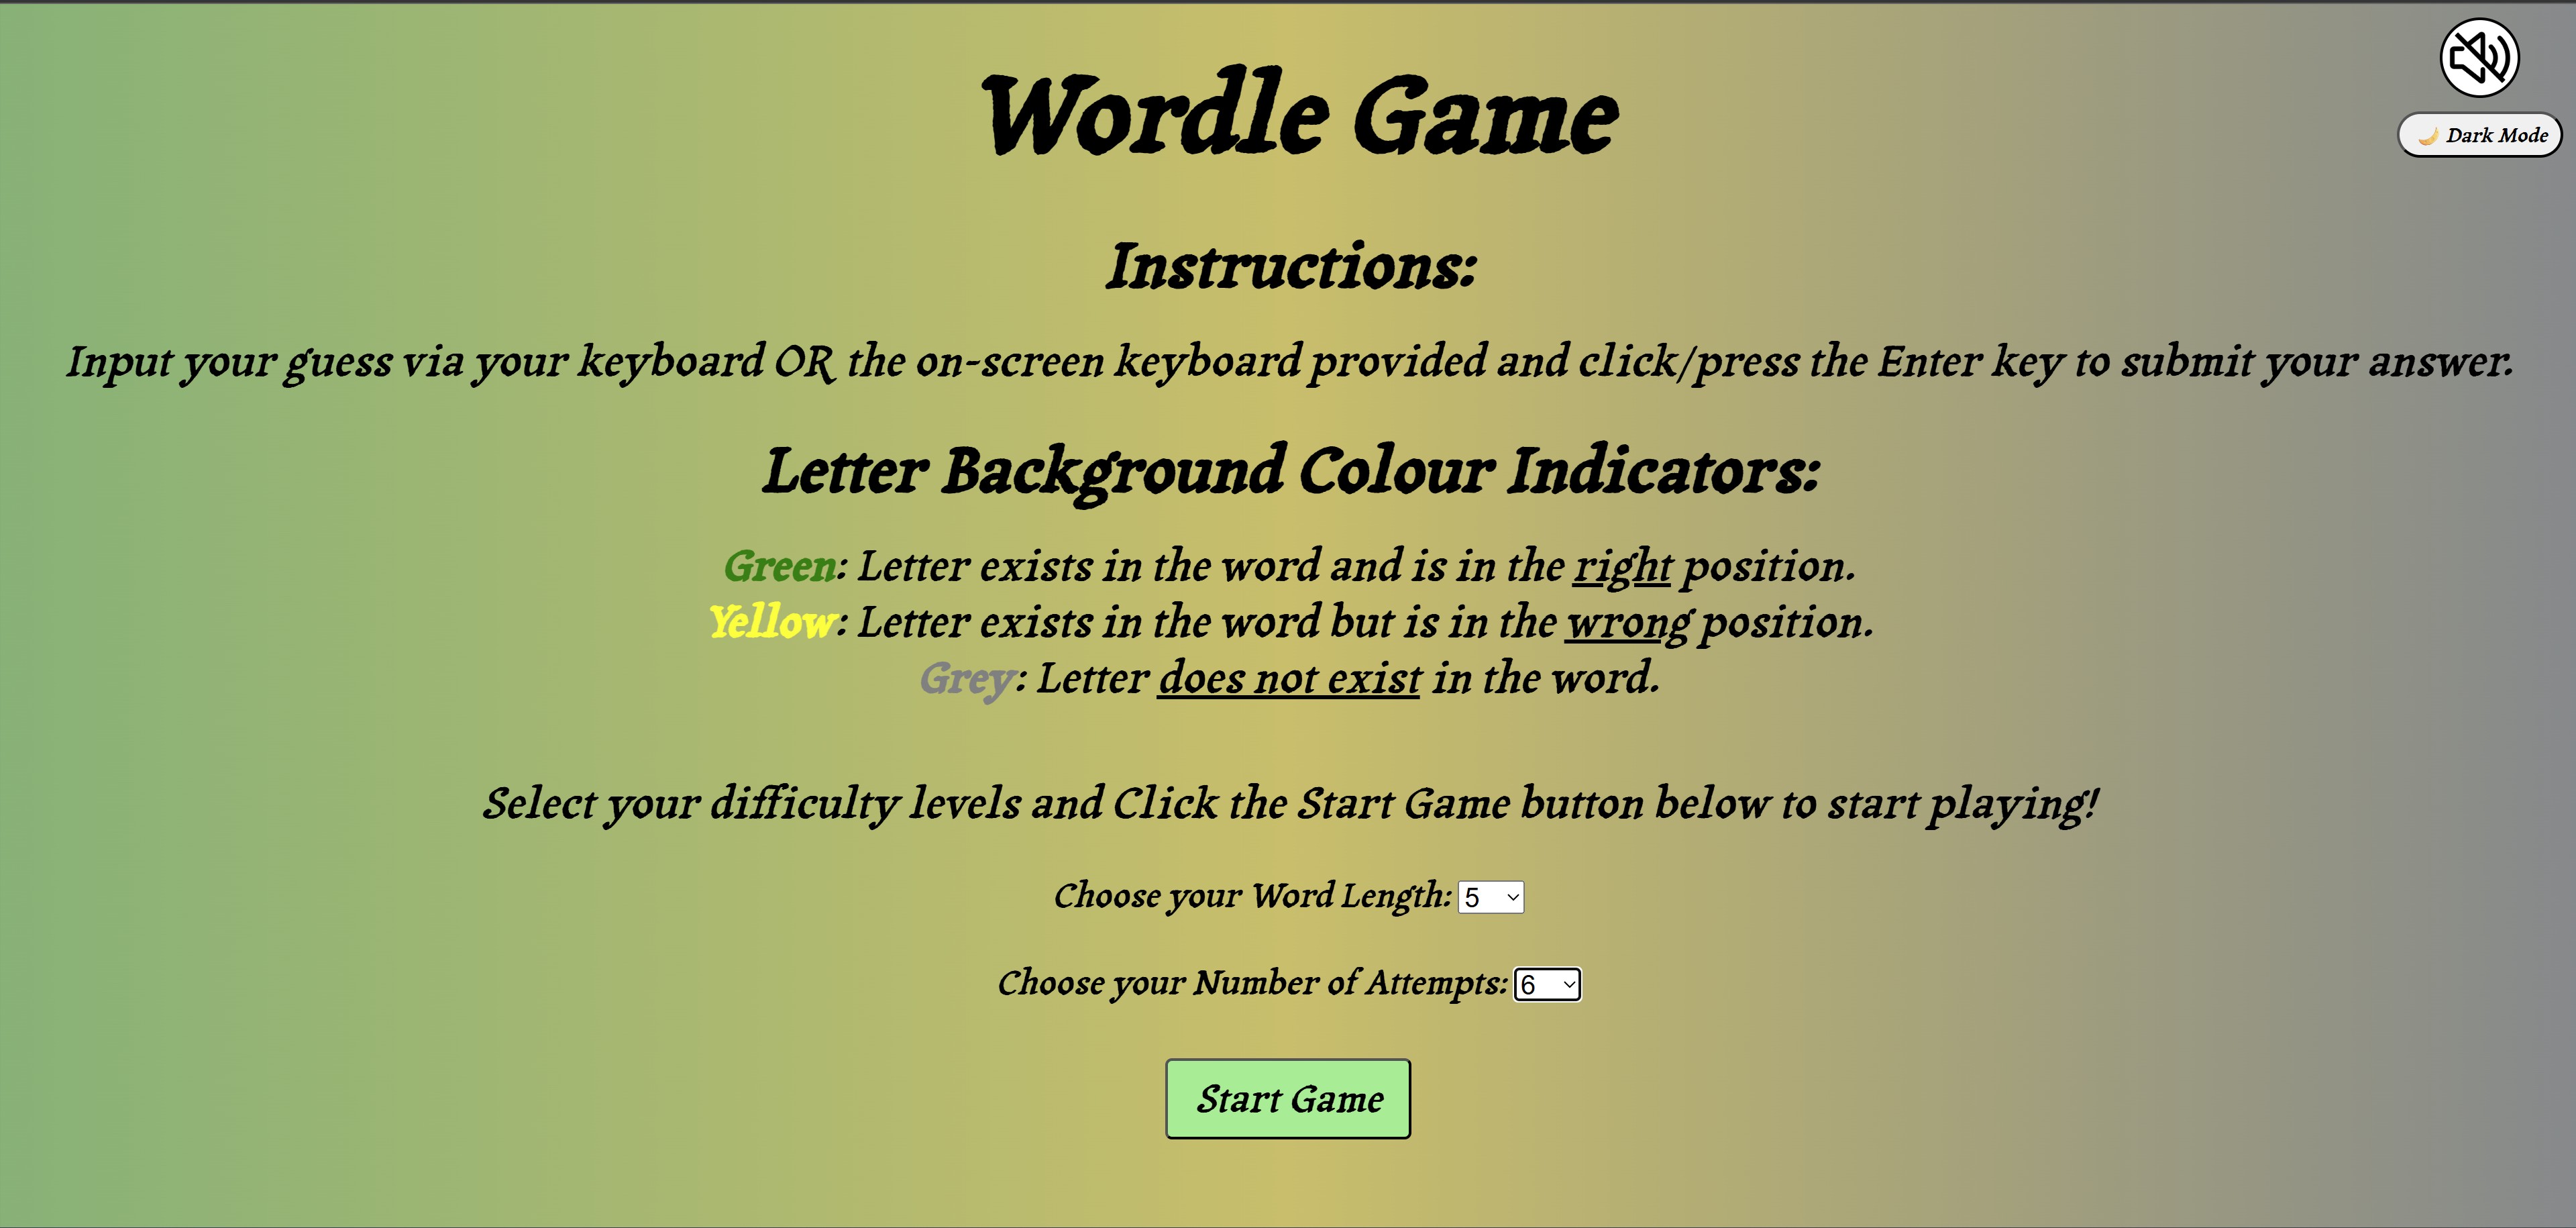 Wordle Game
🌙 Dark Mode
Instructions:
Input your guess via your keyboard OR the on-screen keyboard provided and click/press the Enter key to submit your answer.
Letter Background Colour Indicators:
Green: Letter exists in the word and is in the right position.
Yellow: Letter exists in the word but is in the wrong position.
Grey: Letter does not exist in the word.
Select your difficulty levels and Click the Start Game button below to start playing!
Choose your Word Length: 5
Choose your Number of Attempts: 6
Start Game